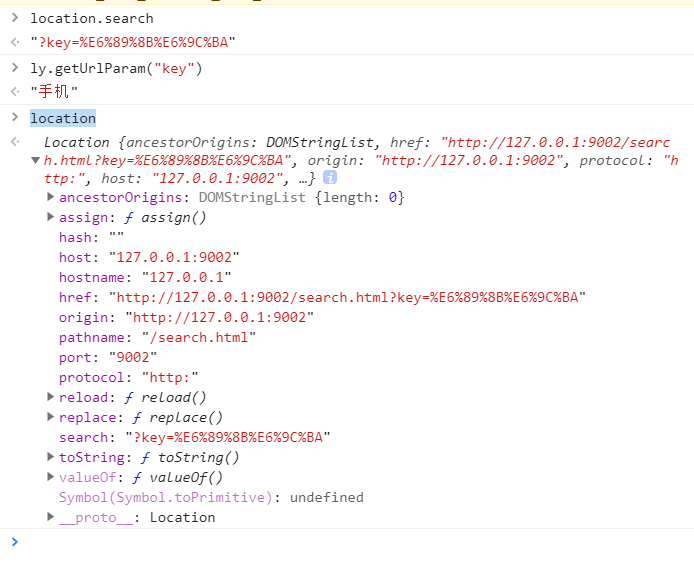 location.search
"?key=%E6%89%8B%E6%9C%BA"
ly.getUrlParam("key")
"手机"
location
Location {ancestorOrigins: DOMStringList, href: "http://127.0.0.1:9002/searc
h.html?key=%E6%89%8B%E6%9C%BA", origin: "http://127.0.0.1:9002", protocol: "h
ttp:", host: "127.0.0.1:9002", …}
ancestorOrigins: DOMStringList {length: 0}
assign: ƒ assign()
hash: ""
host: "127.0.0.1:9002"
hostname: "127.0.0.1"
href: "http://127.0.0.1:9002/search.html?key=%E6%89%8B%E6%9C%BA"
origin: "http://127.0.0.1:9002"
pathname: "/search.html"
port: "9002"
protocol: "http:"
reload: ƒ reload()
replace: ƒ replace()
search: "?key=%E6%89%8B%E6%9C%BA"
toString: ƒ toString()
valueOf: ƒ valueOf()
Symbol(Symbol.toPrimitive): undefined
__proto__: Location